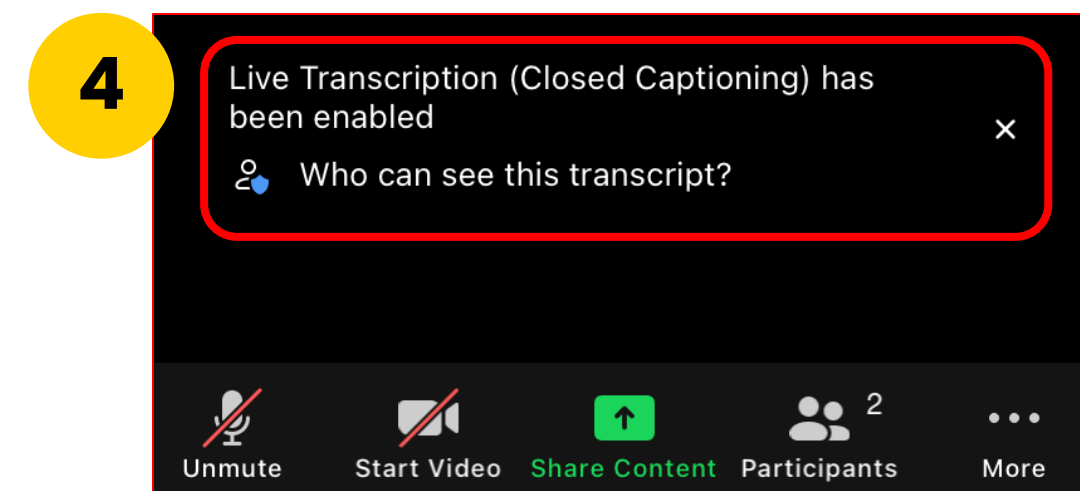 4
Live Transcription (Closed Captioning) has
been enabled
Who can see this transcript?
2
Unmute Start Video Share Content Participants More